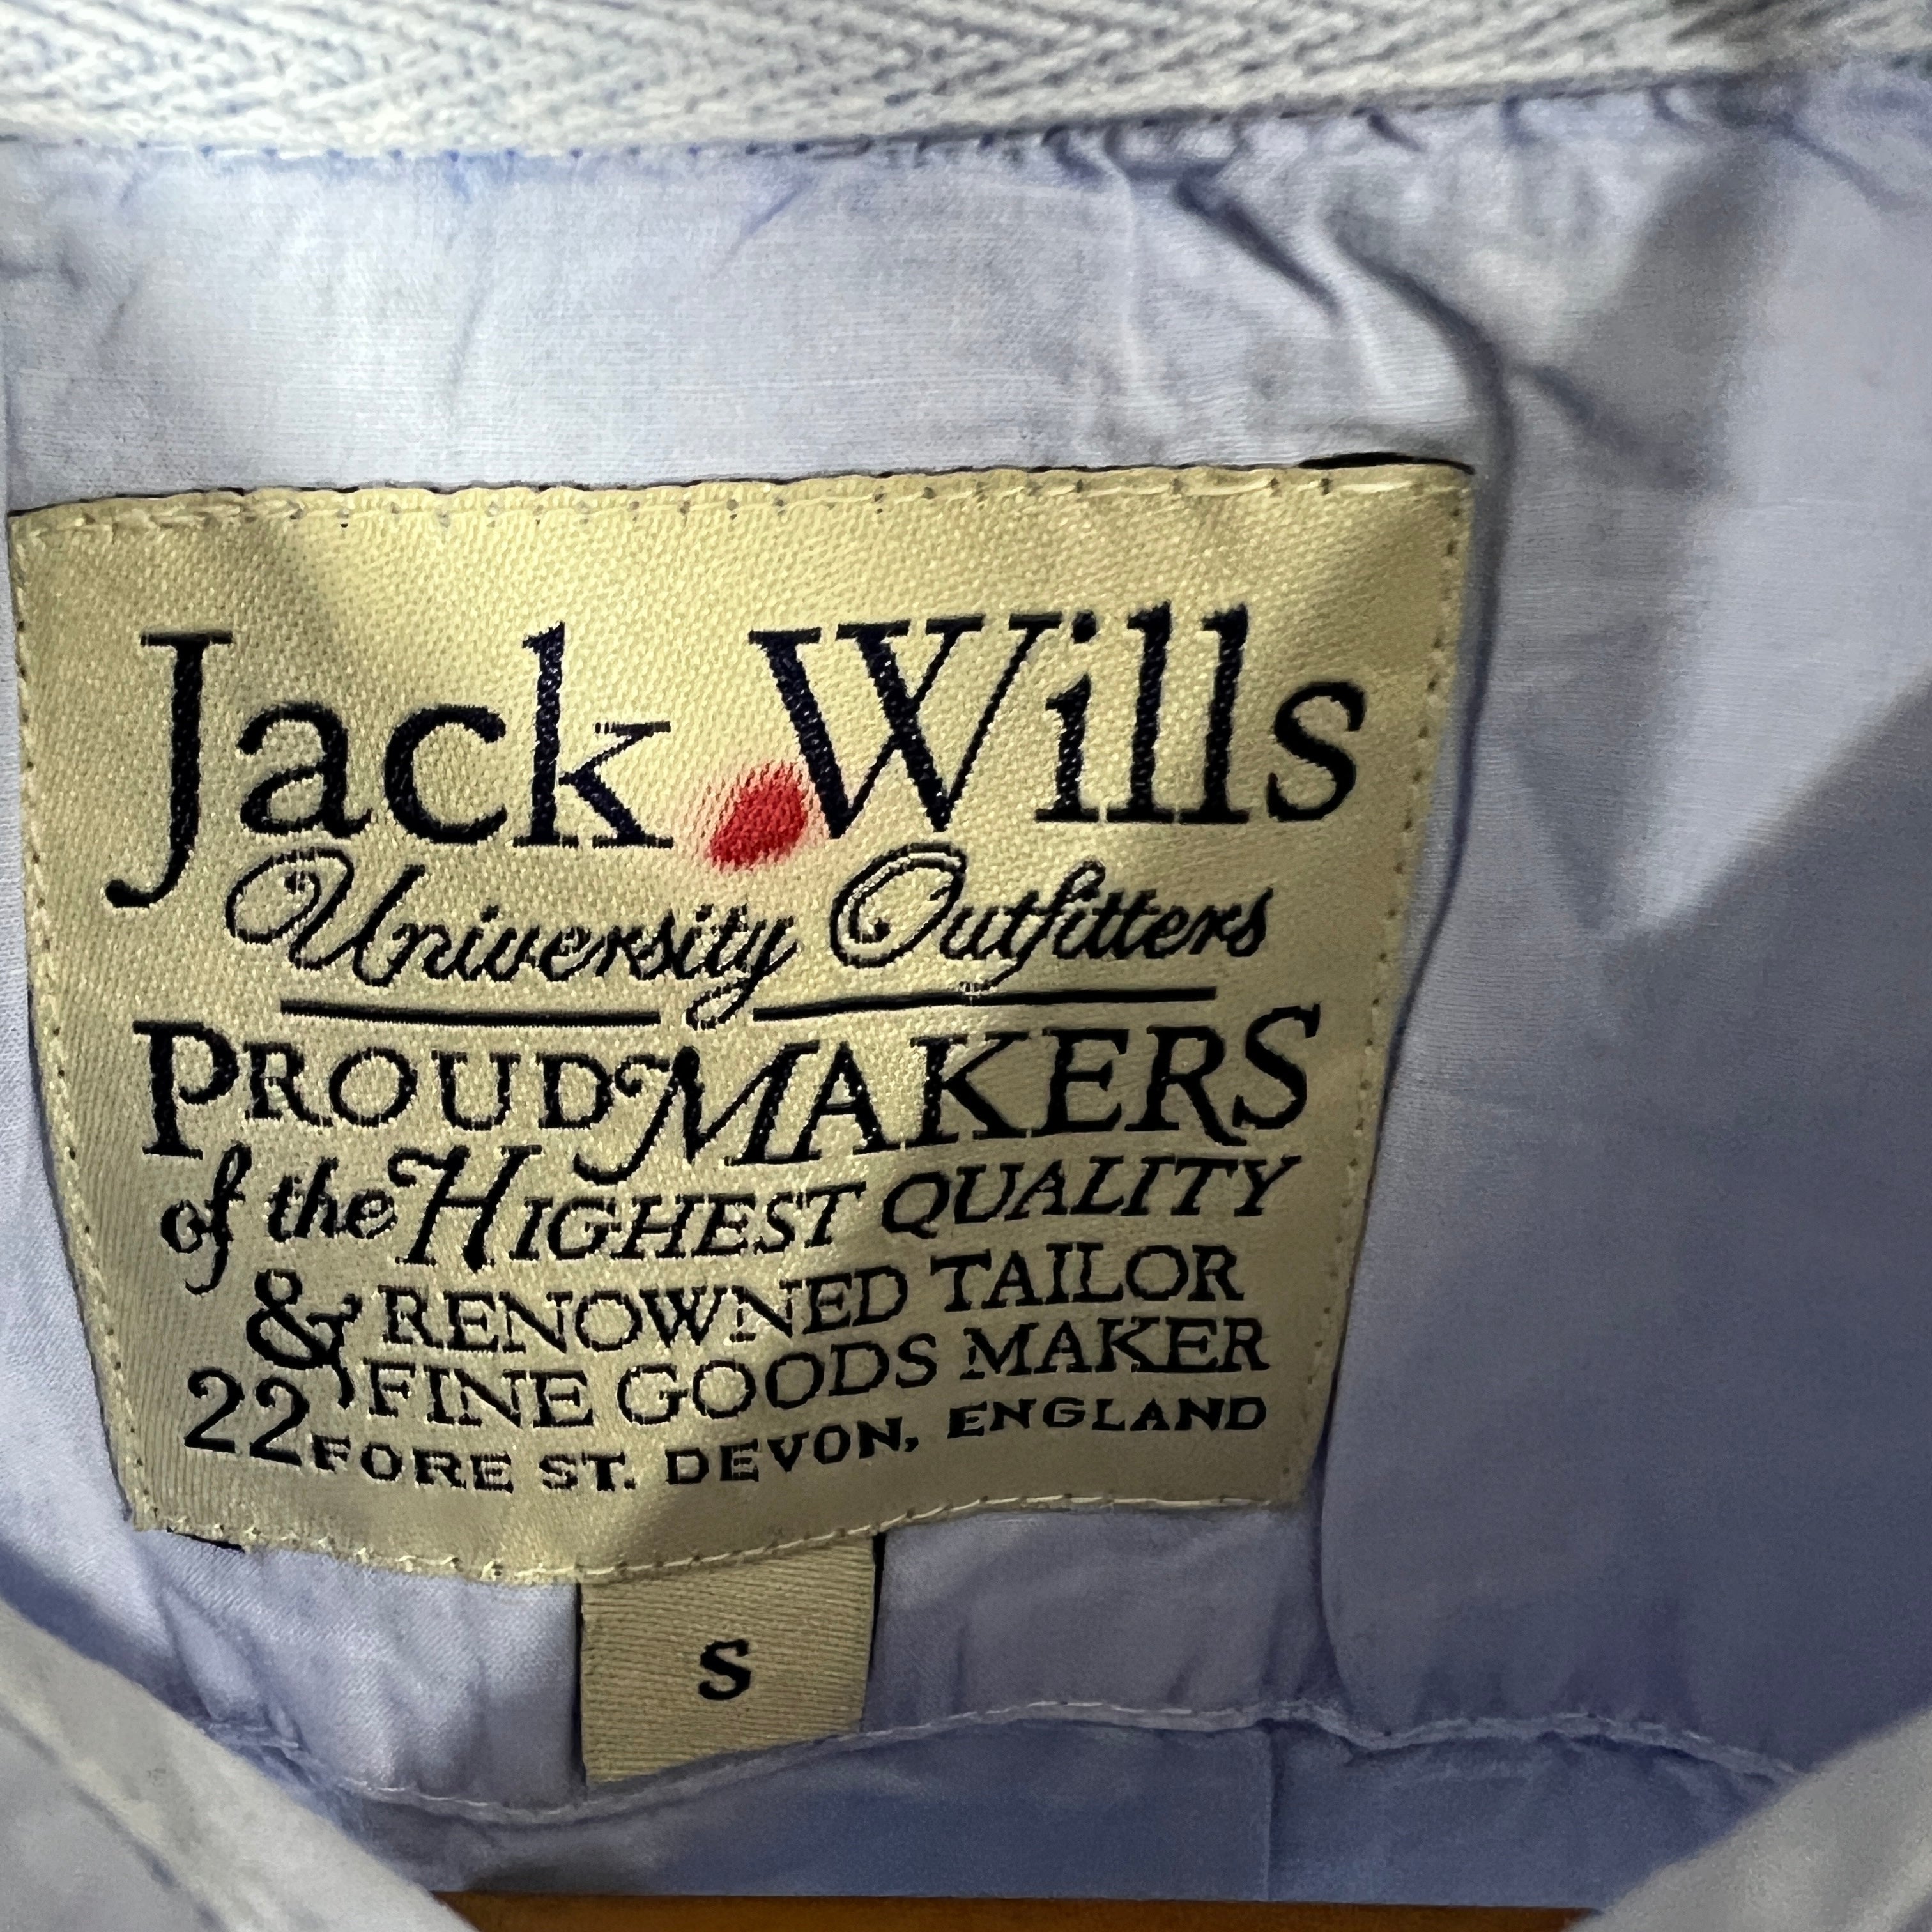 Jack Wills
University Outfitters
PROUD MAKERS
of the HIGHEST QUALITY
& RENOWNED TAILOR
FINE GOODS MAKER
22 FORE ST. DEVON, ENGLAND
S